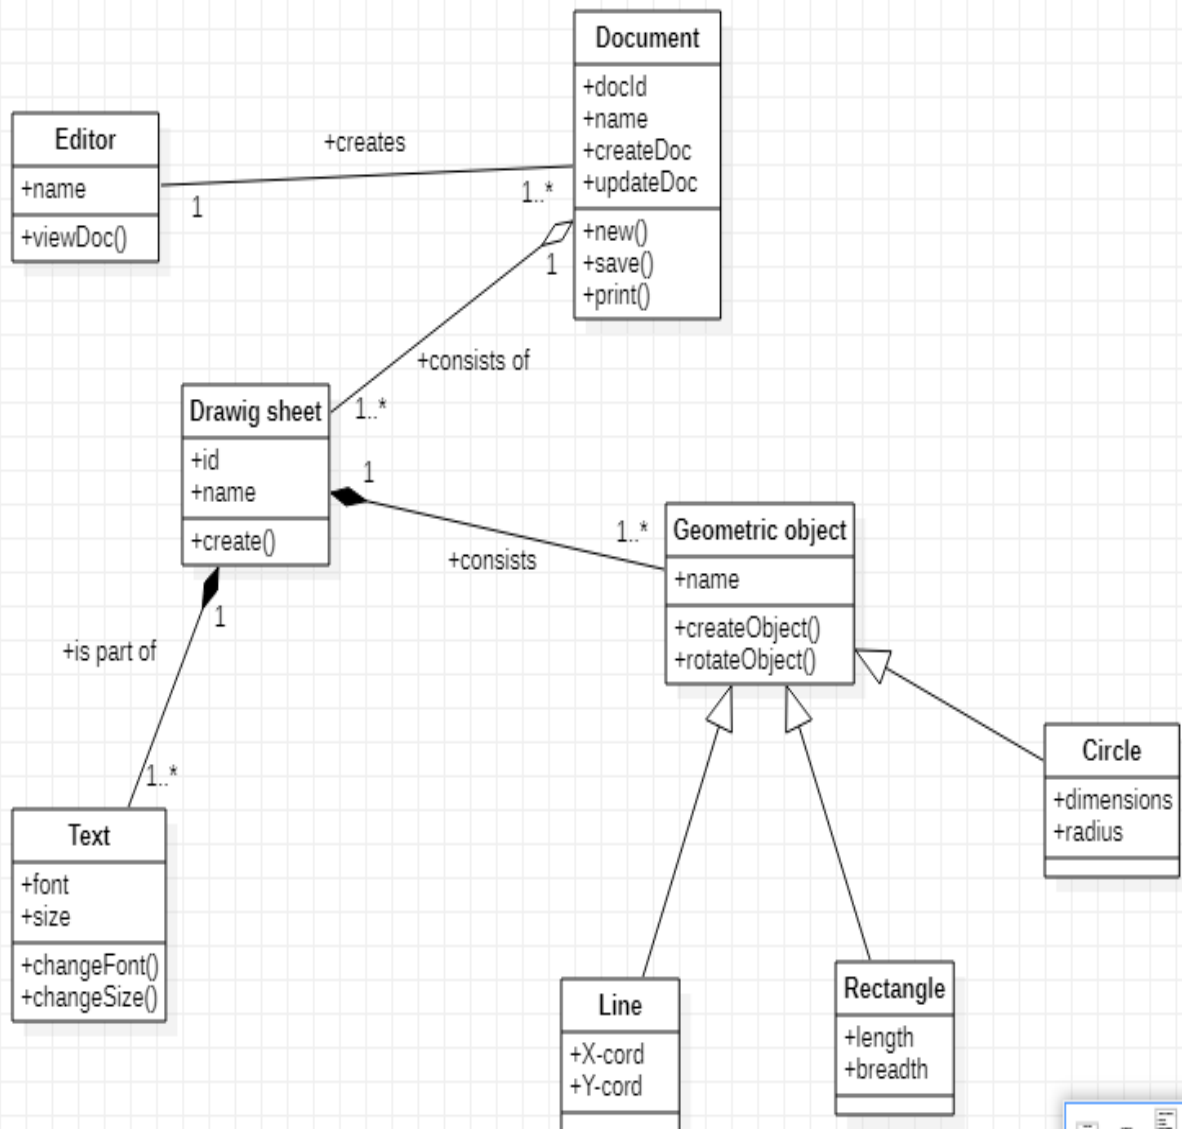 Document
+docId
+name
+createDoc
+updateDoc
+new()
+save()
+print()
Editor
+name
+viewDoc()
+creates
1
1..*
1
+consists of
1..*
Drawig sheet
+id
+name
+create()
1
1..*
+consists
Geometric object
+name
+createObject()
+rotateObject()
1
+is part of
1..*
Text
+font
+size
+changeFont()
+changeSize()
Circle
+dimensions
+radius
Line
+X-cord
+Y-cord
Rectangle
+length
+breadth